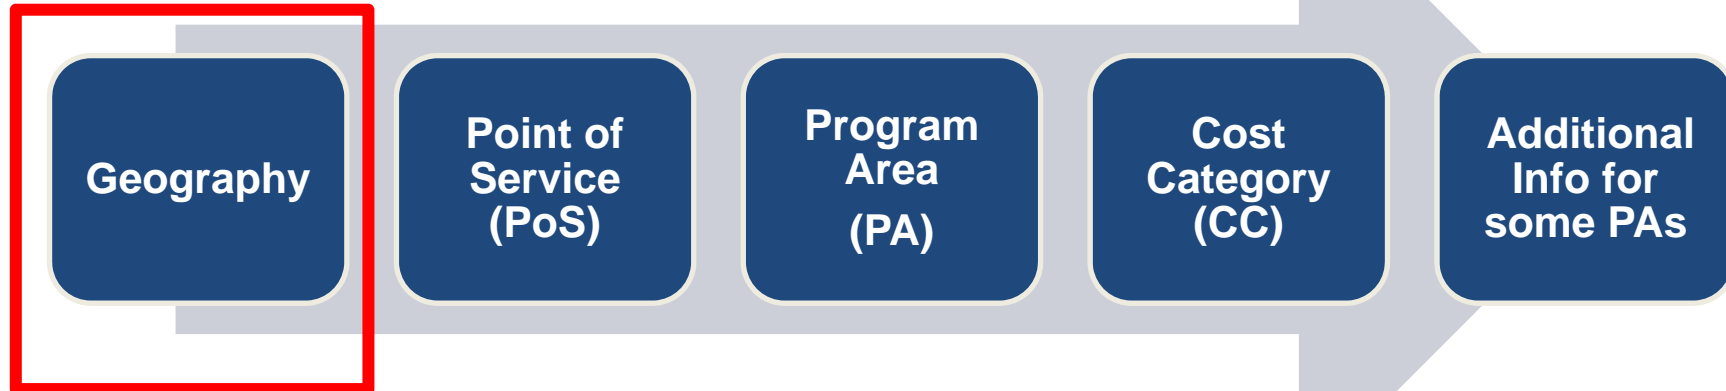 Geography
Point of
Service
(PoS)
Program
Area
(PA)
Cost
Category
(CC)
Additional
Info for
some PAs